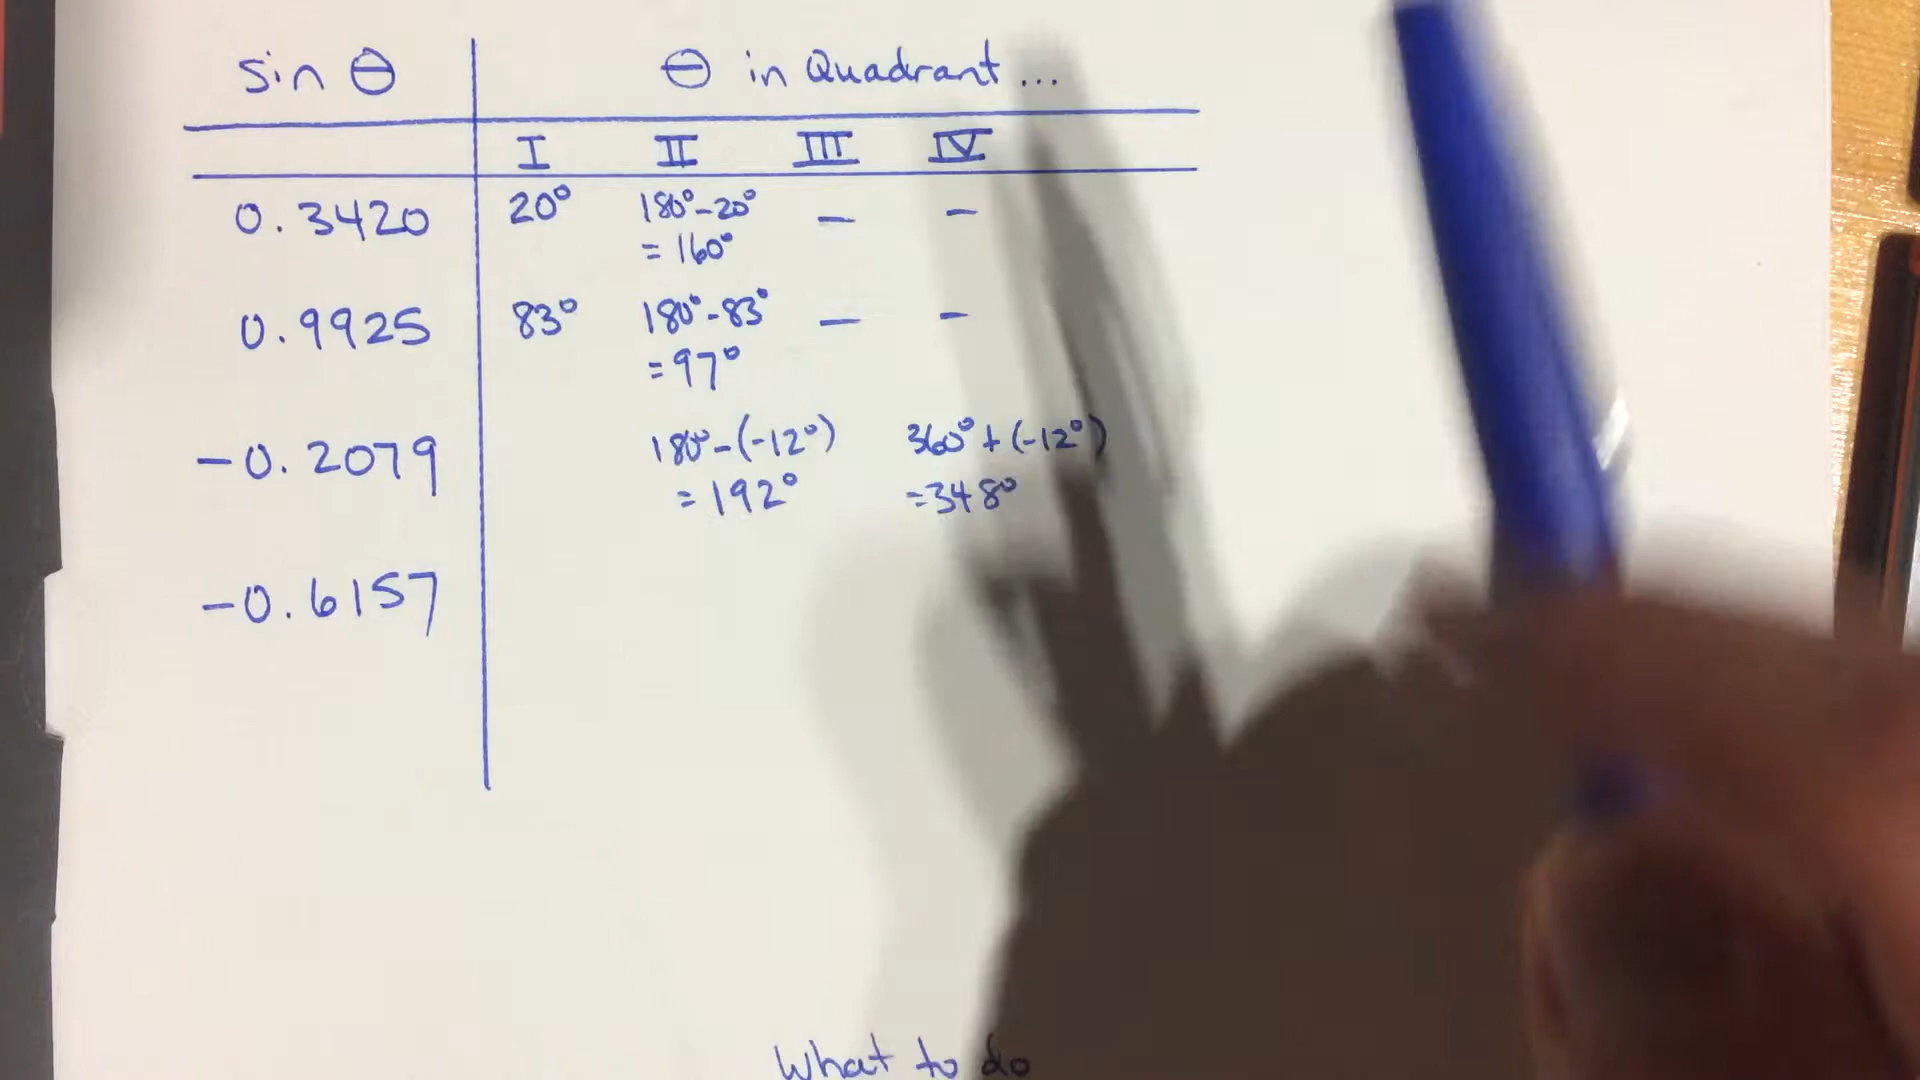 sin θ θ in Quadrant ...
I II III IV
0.3420 20° 180°-20° — —
= 160°
0.9925 83° 180°-83° — —
= 97°
-0.2079 180°-(-12°) 360°+(-12°)
= 192° =348°
-0.6157
What to do